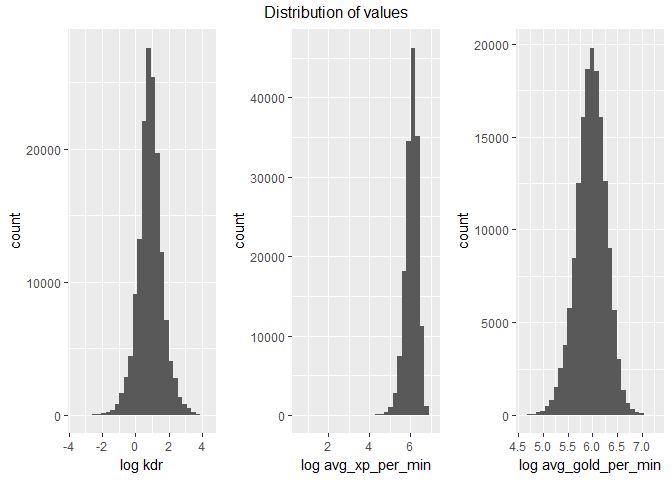 Distribution of values
count
20000
10000
0
-4 -2 0 2 4
log kdr
count
40000
30000
20000
10000
0
2 4 6
log avg_xp_per_min
count
20000
15000
10000
5000
0
4.5 5.0 5.5 6.0 6.5 7.0
log avg_gold_per_min